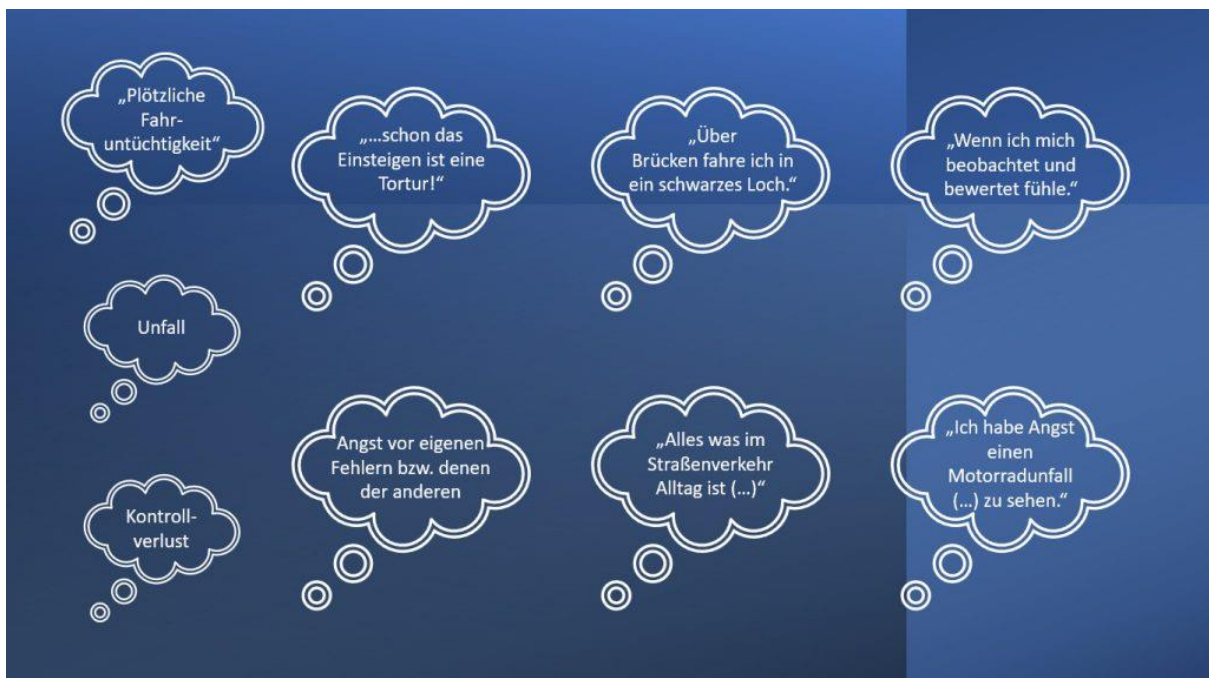 „Plötzliche
Fahr-
untüchtigkeit“
„...schon das
Einsteigen ist eine
Tortur!“
„Über
Brücken fahre ich in
ein schwarzes Loch.“
„Wenn ich mich
beobachtet und
bewertet fühle.“
Unfall
Angst vor eigenen
Fehlern bzw. denen
der anderen
„Alles was im
Straßenverkehr
Alltag ist (...)“
„Ich habe Angst
einen
Motorradunfall
(...) zu sehen.“
Kontroll-
verlust